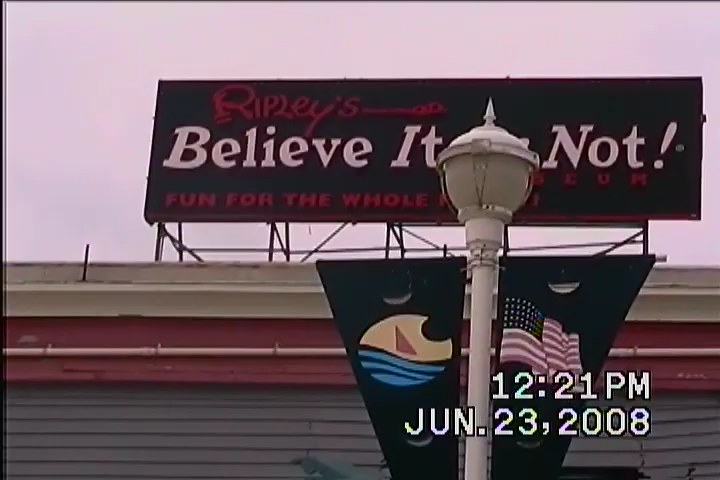 RIPLEY'S
Believe It Not!®
FUN FOR THE WHOLE
12:21 PM
JUN. 23, 2008